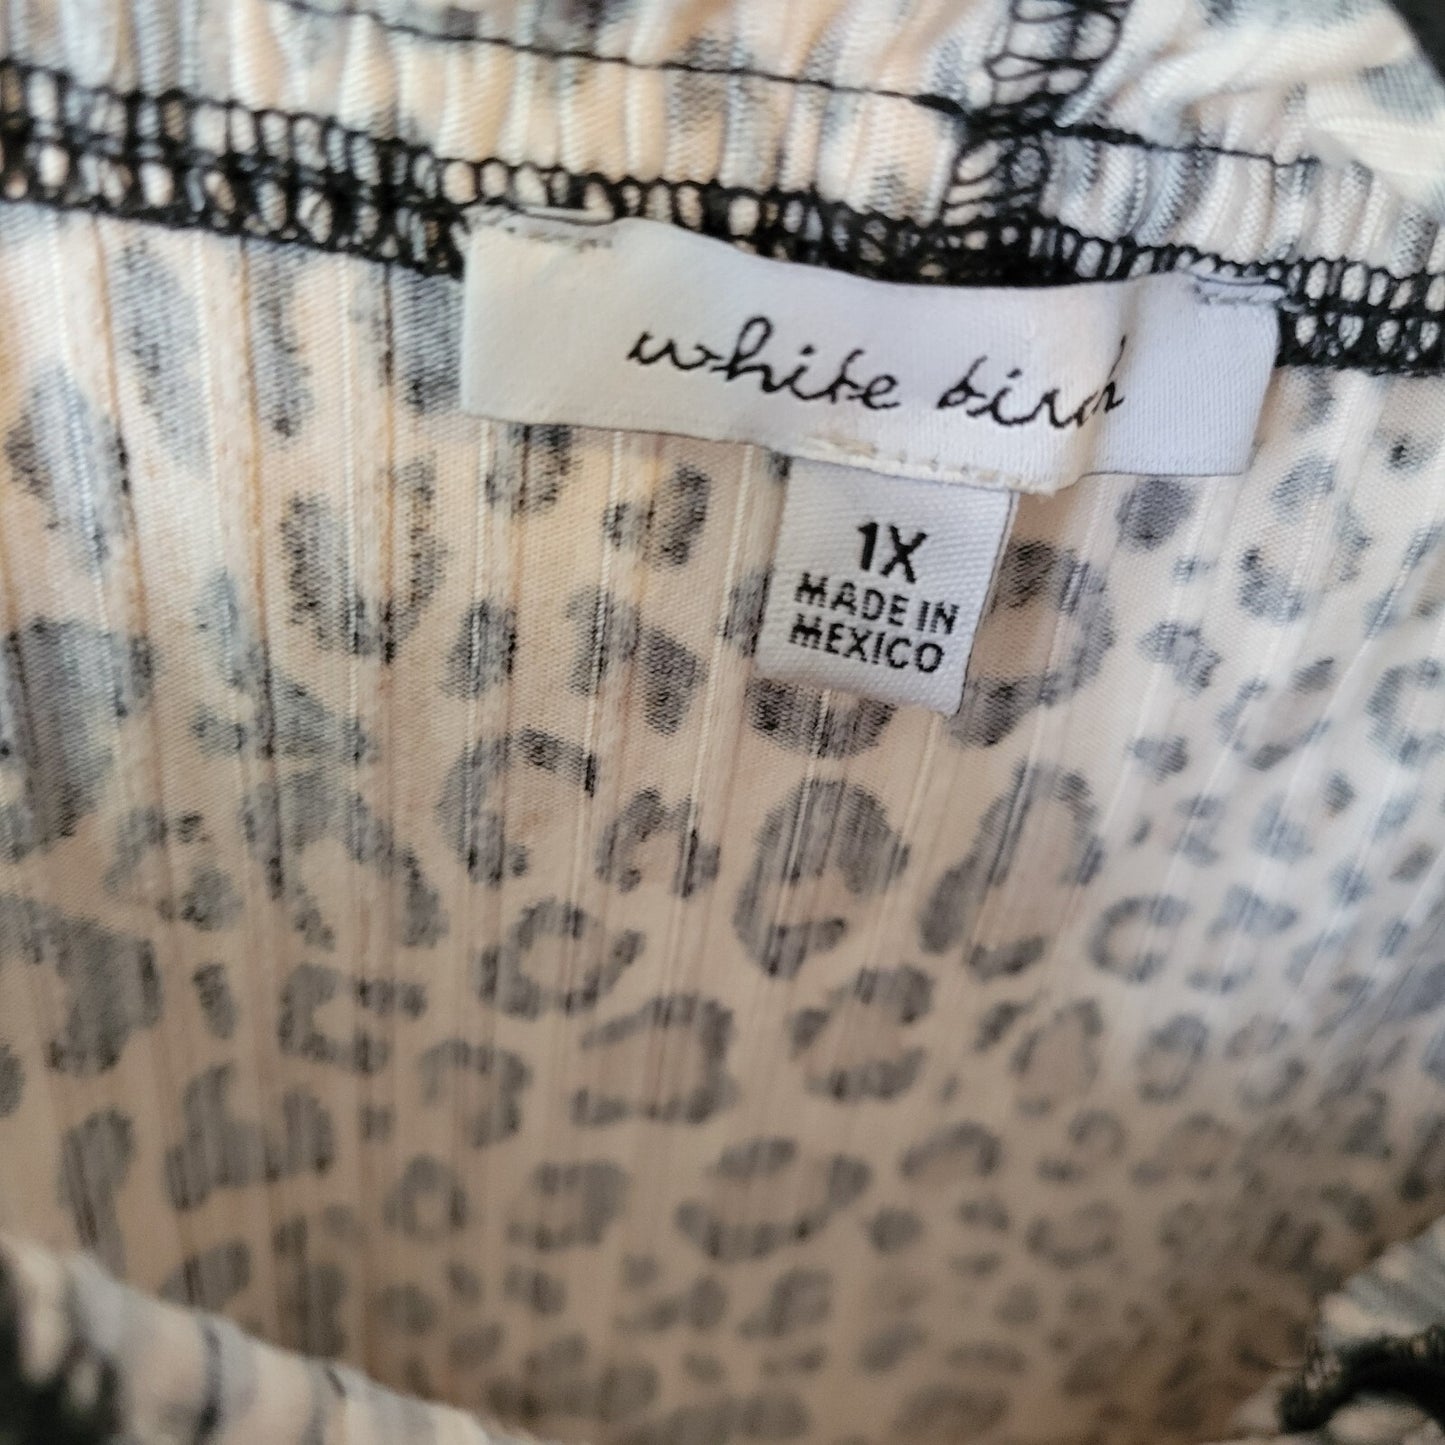 white birch
1X
MADE IN
MEXICO